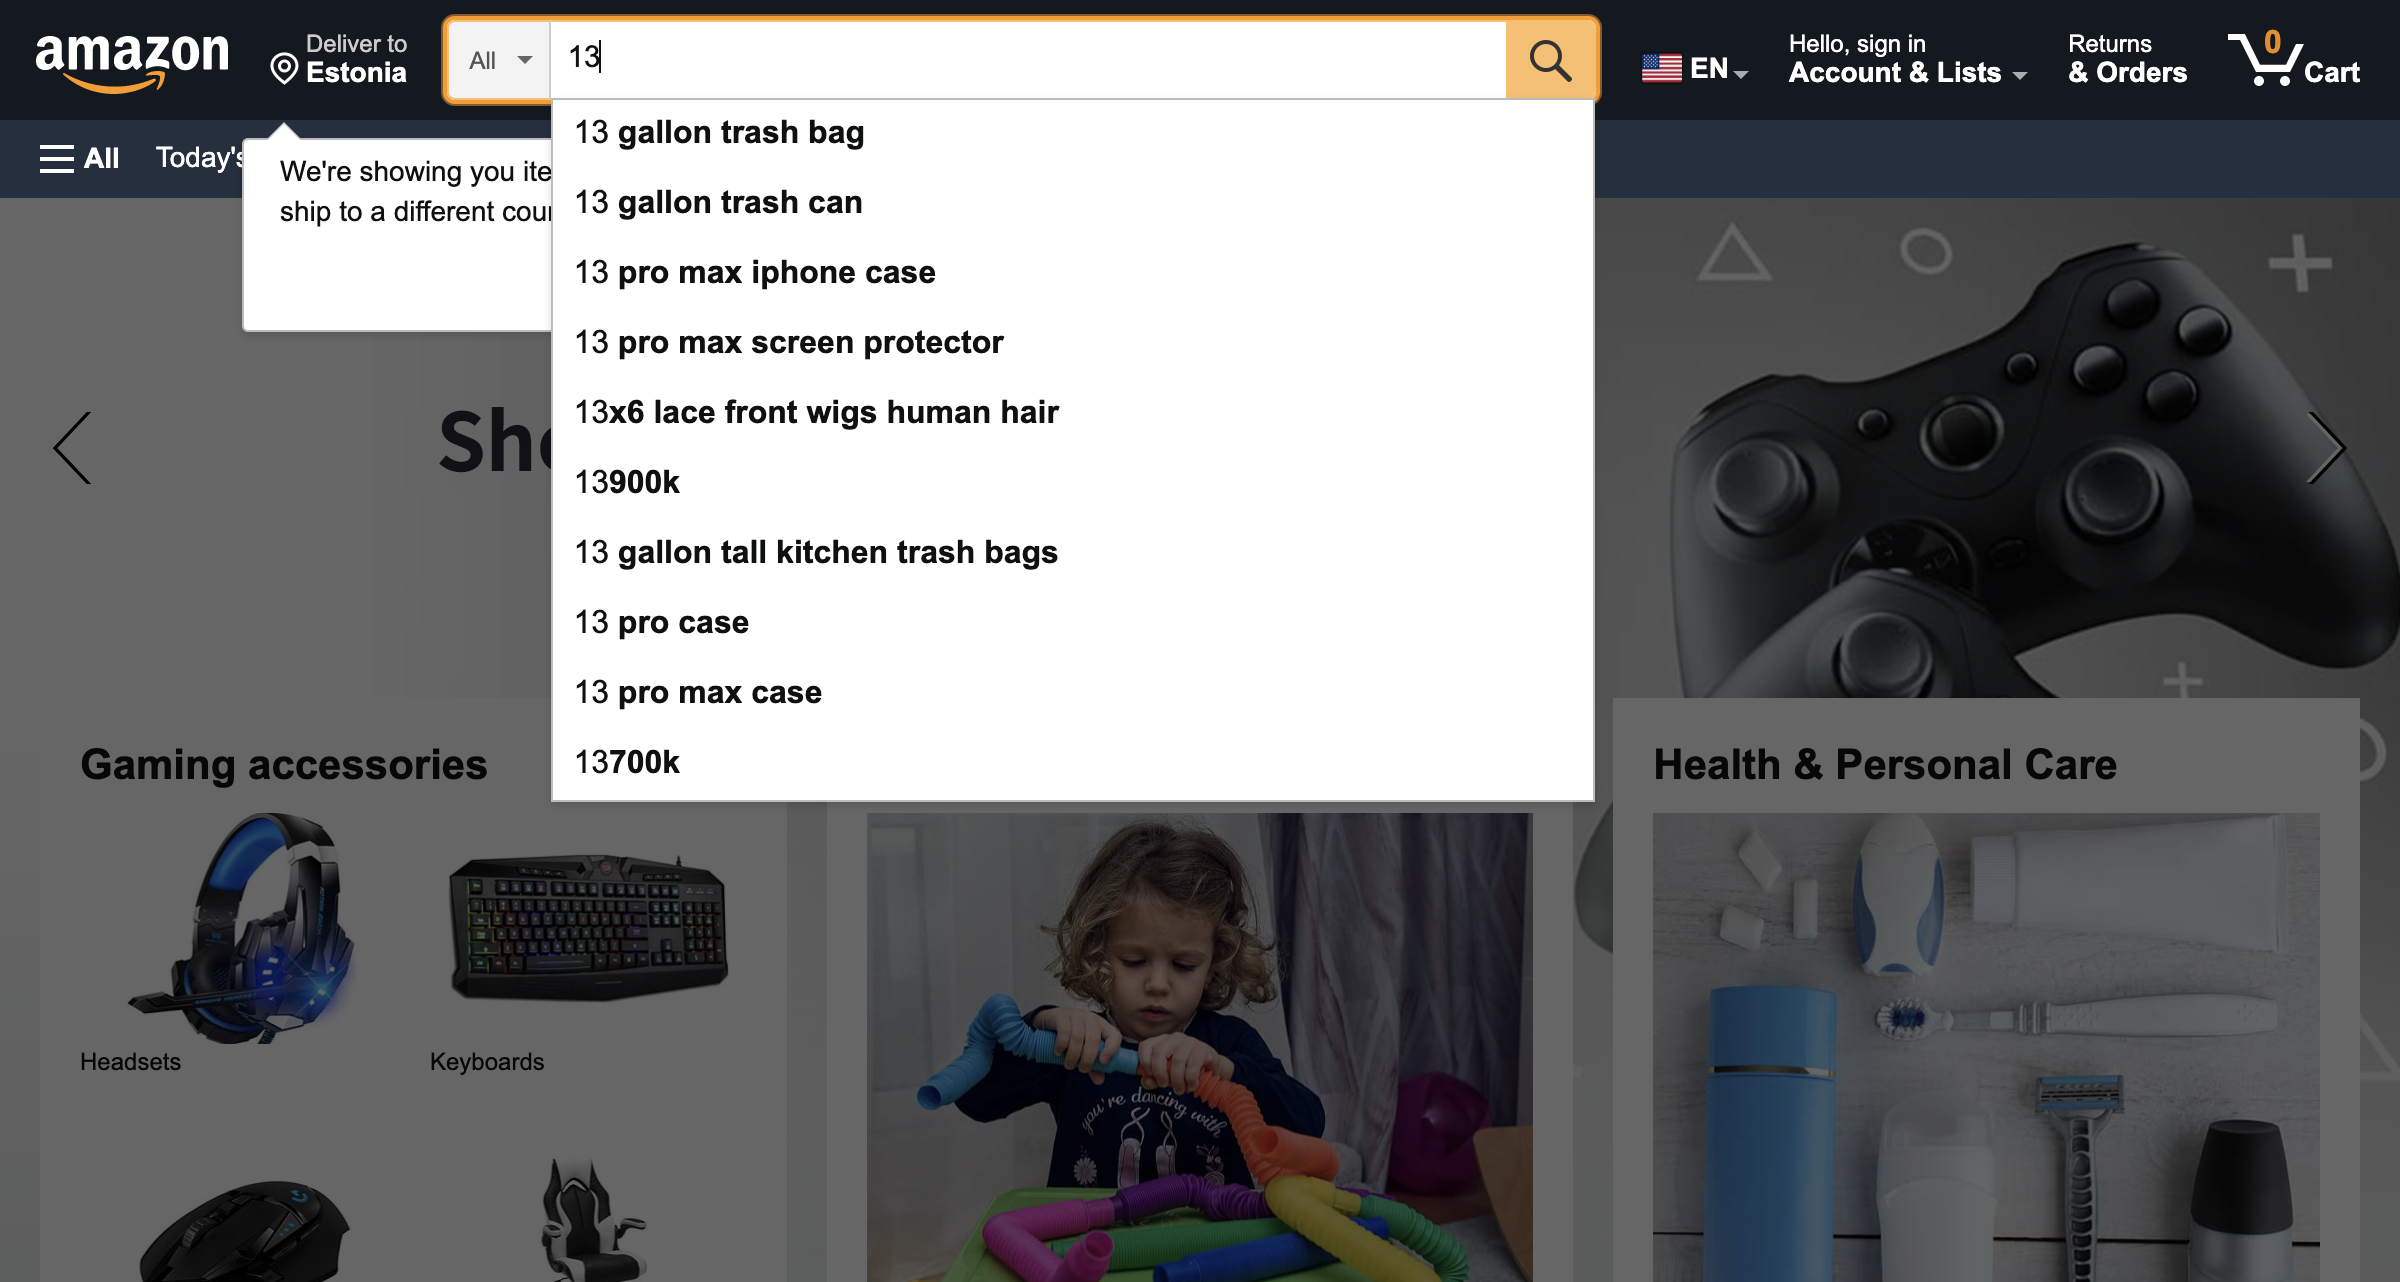 amazon
Deliver to
Estonia
All
13
EN
Hello, sign in
Account & Lists
Returns
& Orders
0
Cart
All
Today's
We're showing you ite
ship to a different cour
13 gallon trash bag
13 gallon trash can
13 pro max iphone case
13 pro max screen protector
13x6 lace front wigs human hair
13900k
13 gallon tall kitchen trash bags
13 pro case
13 pro max case
13700k
Sh
Gaming accessories
Headsets
Keyboards
you're dancing with
Health & Personal Care